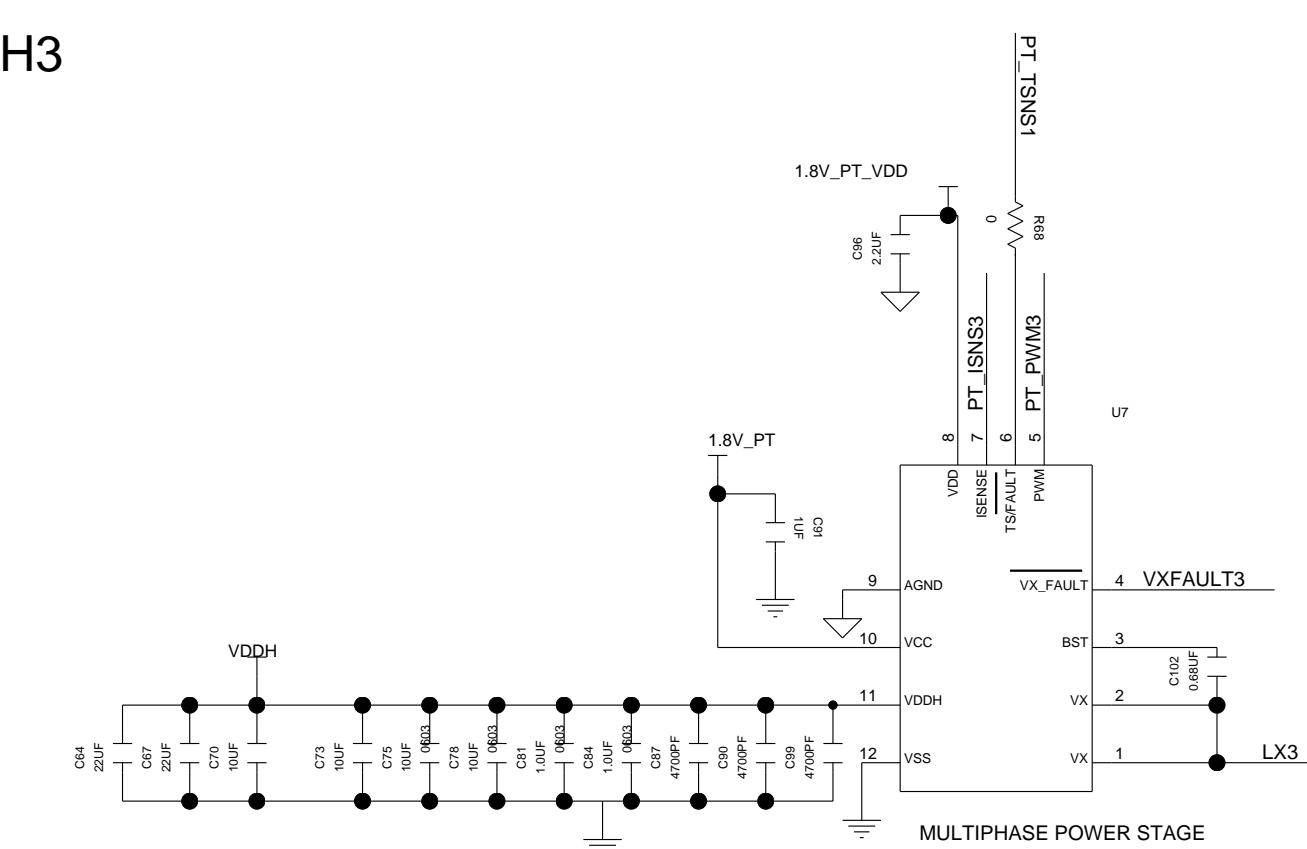 H3
PT_TSNS1
1.8V_PT_VDD
0
R68
C96
2.2UF
PT_ISNS3
PT_PWM3
U7
8
7
6
5
1.8V_PT
VDD
ISENSE
TS/FAULT
PWM
C91
1UF
9
AGND
VX_FAULT
4
VXFAULT3
10
VCC
BST
3
C102
0.68UF
VDDH
11
VDDH
VX
2
C64
22UF
C67
22UF
C70
10UF
C73
10UF
C75
10UF
0603
C78
10UF
0603
C81
1.0UF
0603
C84
1.0UF
0603
C87
4700PF
C90
4700PF
C99
4700PF
12
VSS
VX
1
LX3
MULTIPHASE POWER STAGE